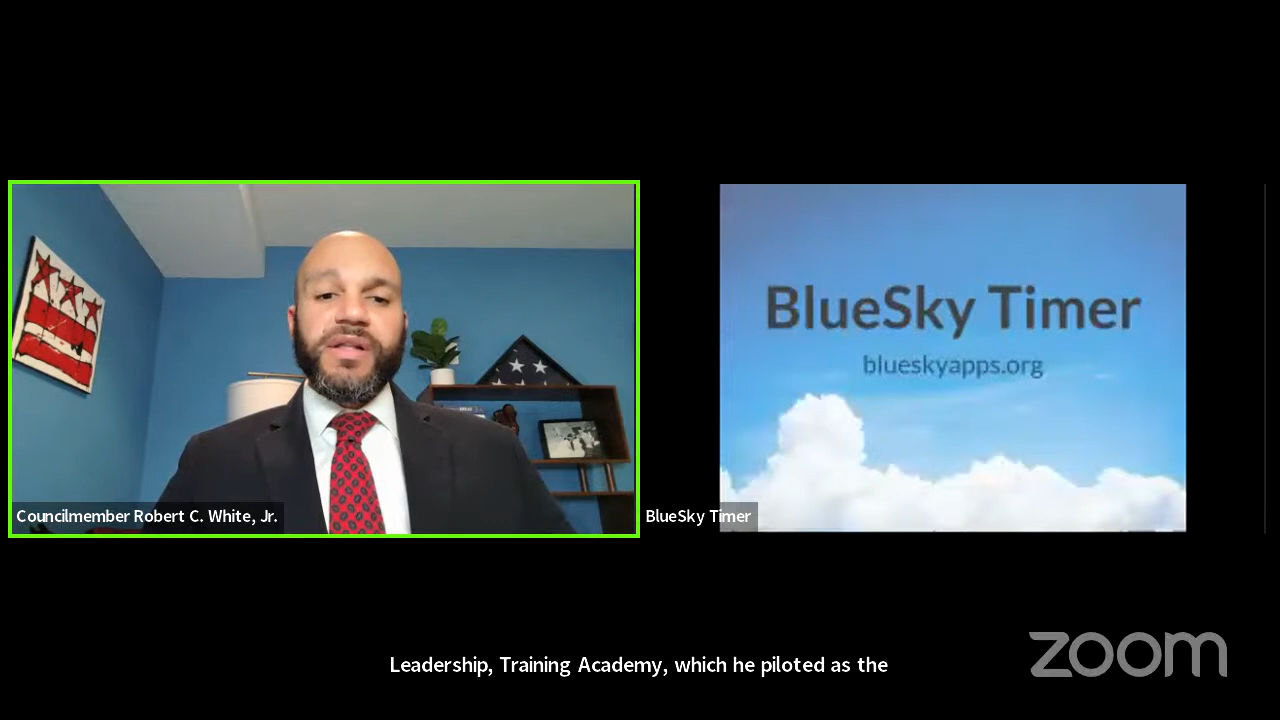 BlueSky Timer
blueskyapps.org
Councilmember Robert C. White, Jr.
BlueSky Timer
Leadership, Training Academy, which he piloted as the
zoom